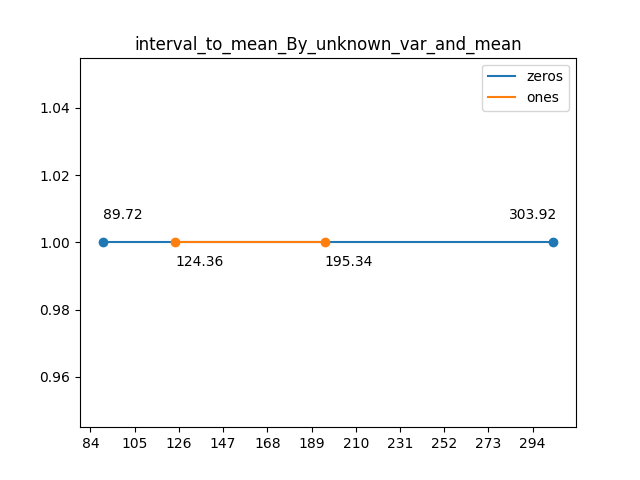 interval_to_mean_By_unknown_var_and_mean
zeros
ones
1.04
1.02
89.72
303.92
1.00
124.36
195.34
0.98
0.96
84 105 126 147 168 189 210 231 252 273 294